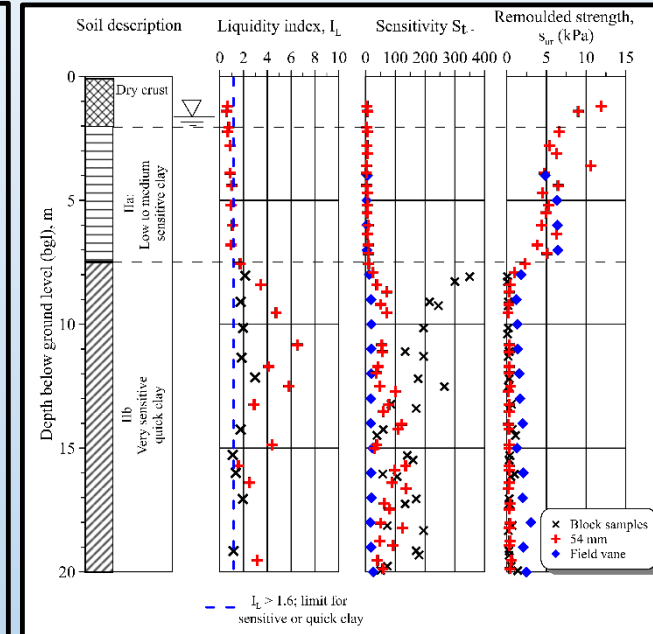 Soil description
Liquidity index, I_L
Sensitivity St.
Remoulded strength,
s_ur (kPa)
0 2 4 6 8 10
0 100 200 300 400
0 5 10 15
Depth below ground level (bgl), m
0
5
10
15
20
Dry crust
IIa:
Low to medium
sensitive clay
IIb
Very sensitive
quick clay
Block samples
54 mm
Field vane
I_L > 1.6; limit for
sensitive or quick clay